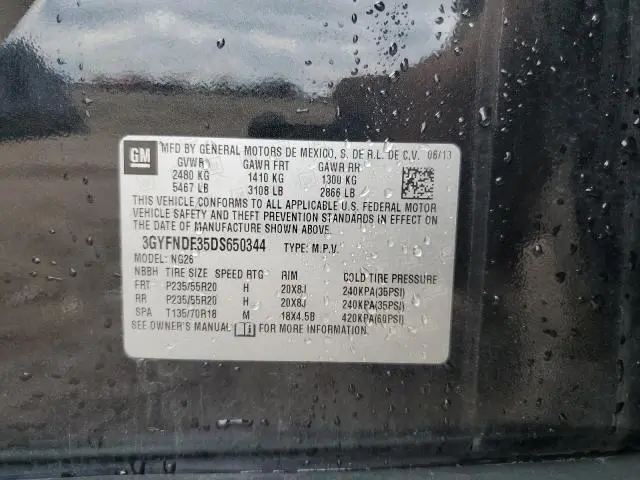 GM
MFD BY GENERAL MOTORS DE MEXICO, S. DE R.L. DE C.V. 06/13
GVWR GAWR FRT GAWR RR
2480 KG 1410 KG 1300 KG
5467 LB 3108 LB 2866 LB
THIS VEHICLE CONFORMS TO ALL APPLICABLE U.S. FEDERAL MOTOR
VEHICLE SAFETY AND THEFT PREVENTION STANDARDS IN EFFECT ON
THE DATE OF MANUFACTURE SHOWN ABOVE.
3GYFNDE35DS650344 TYPE: M.P.V.
MODEL: NG26
NBBH TIRE SIZE SPEED RTG RIM COLD TIRE PRESSURE
FRT P235/55R20 H 20X8J 240KPA(35PSI)
RR P235/55R20 H 20X8J 240KPA(35PSI)
SPA T135/70R18 M 18X4.5B 420KPA(60PSI)
SEE OWNER'S MANUAL FOR MORE INFORMATION.